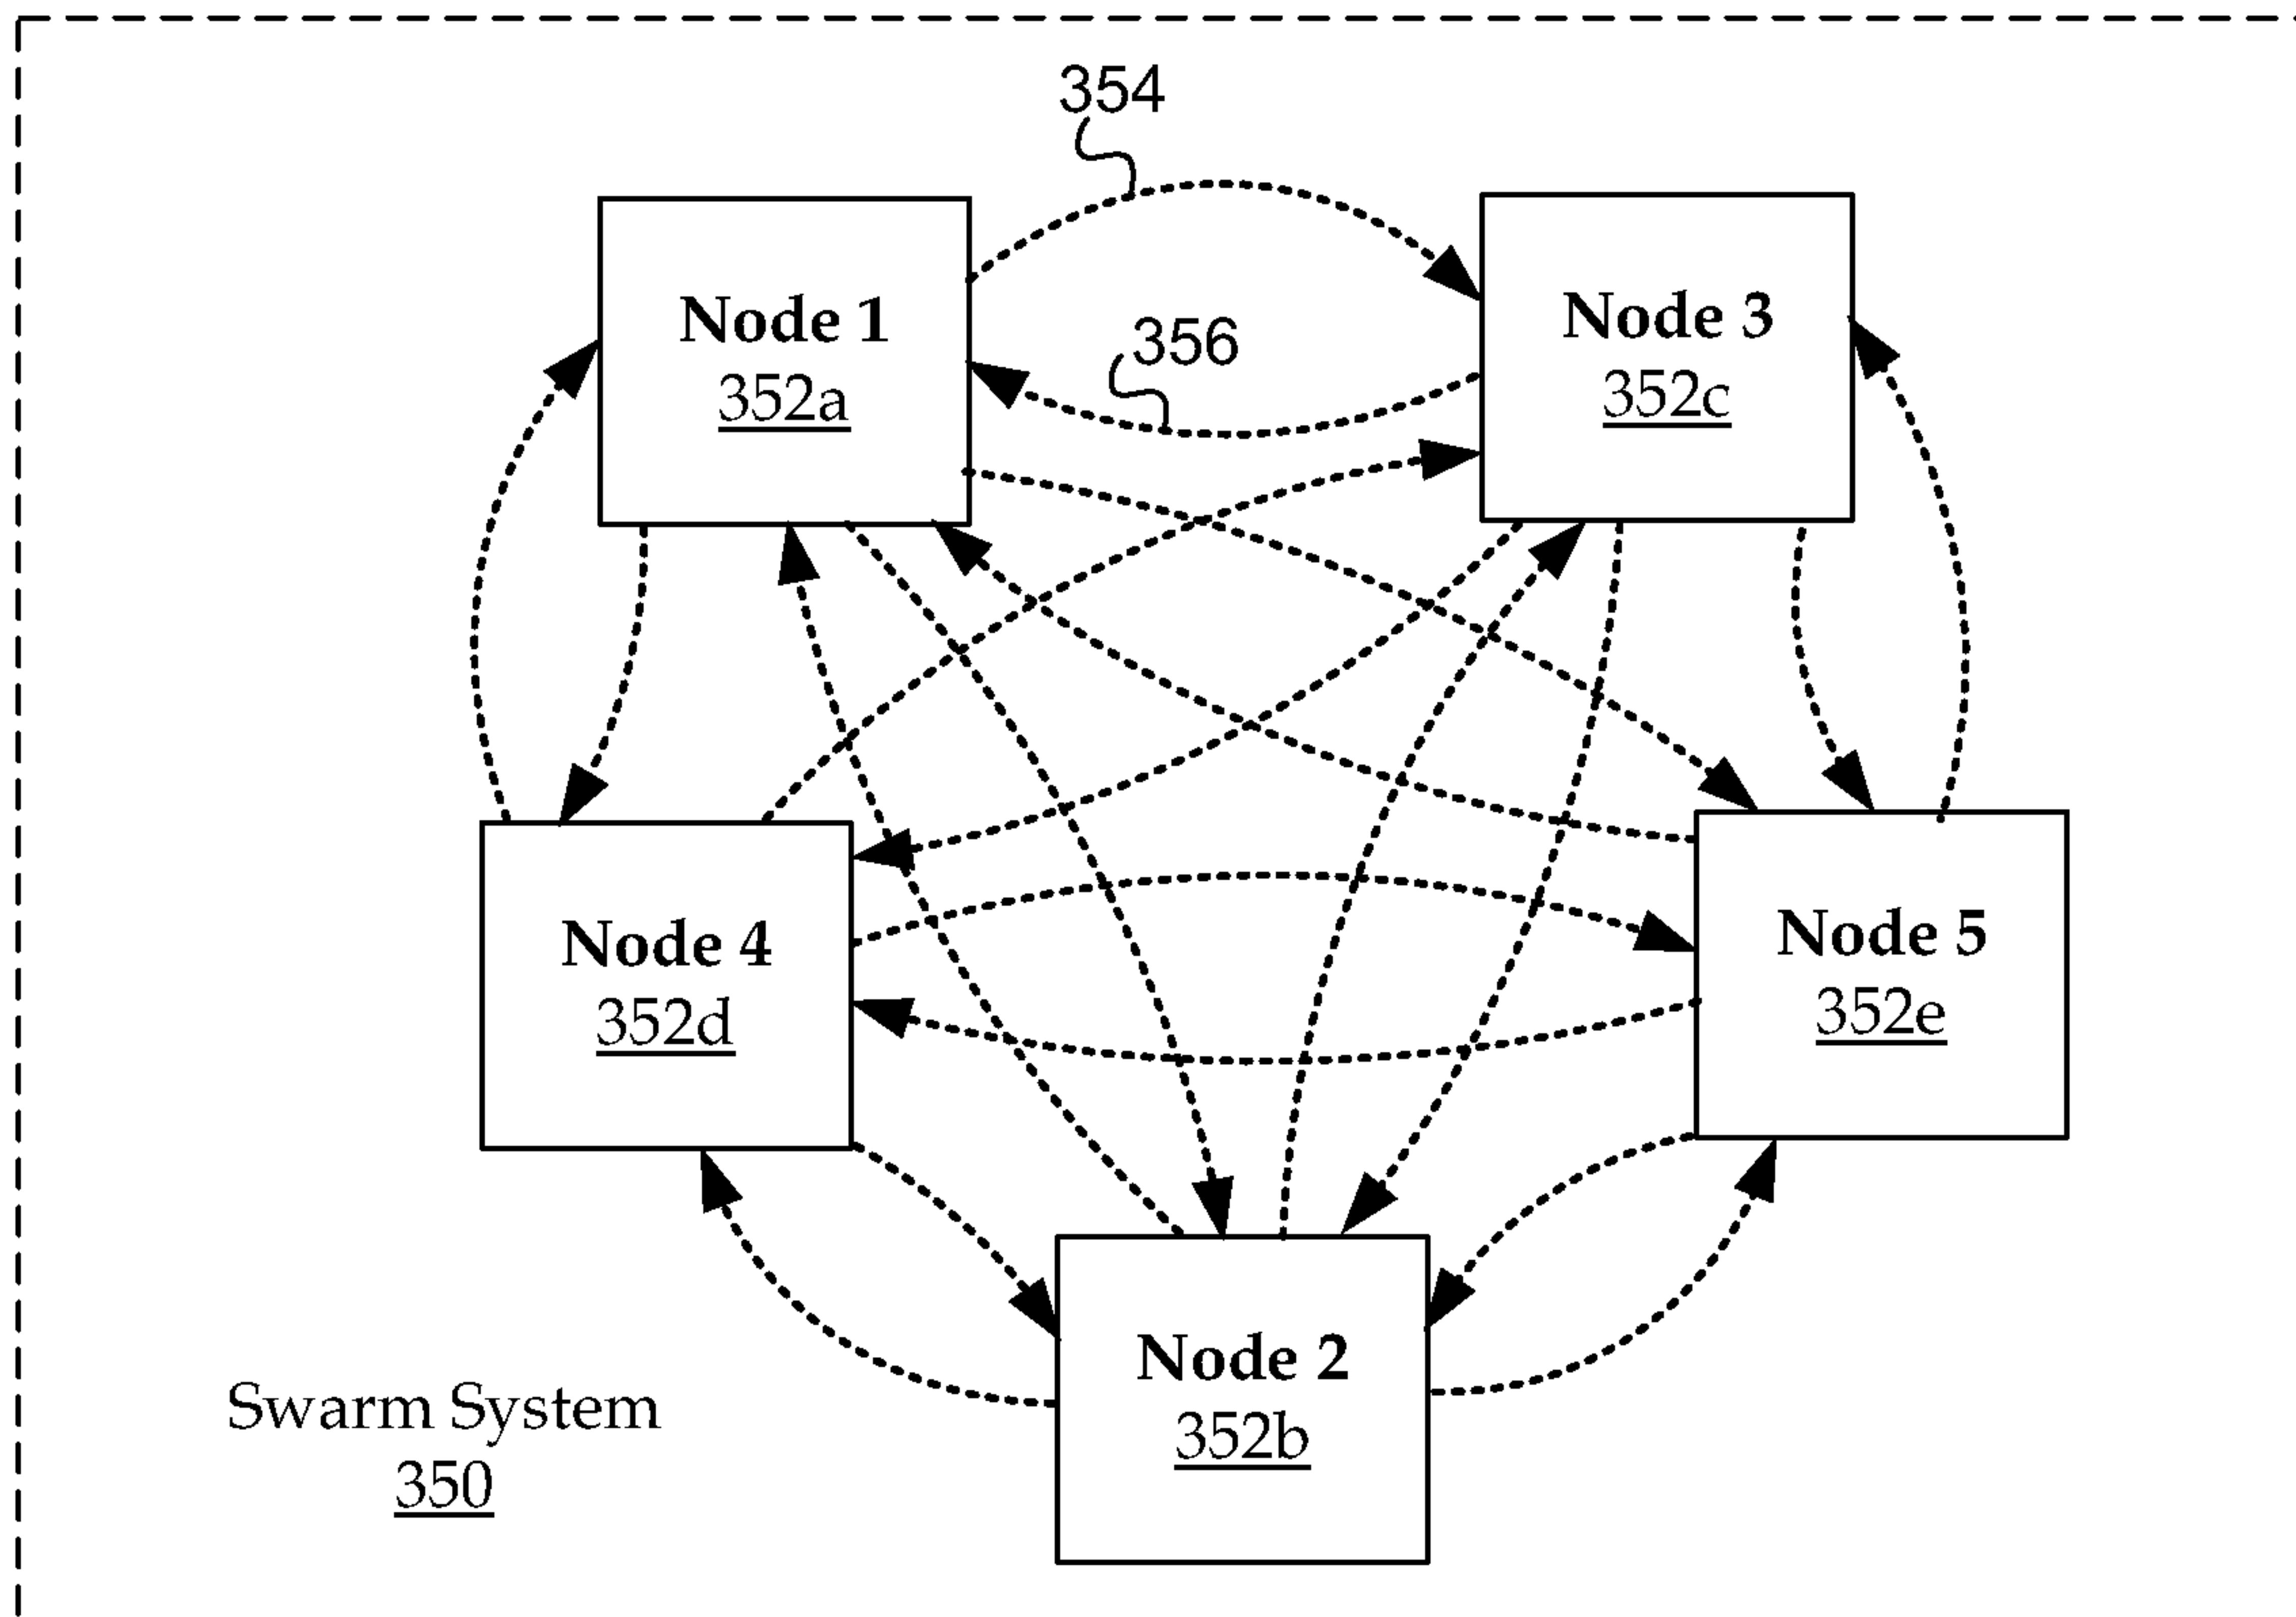 354
Node 1
352a
356
Node 3
352c
Node 4
352d
Node 5
352e
Node 2
352b
Swarm System
350